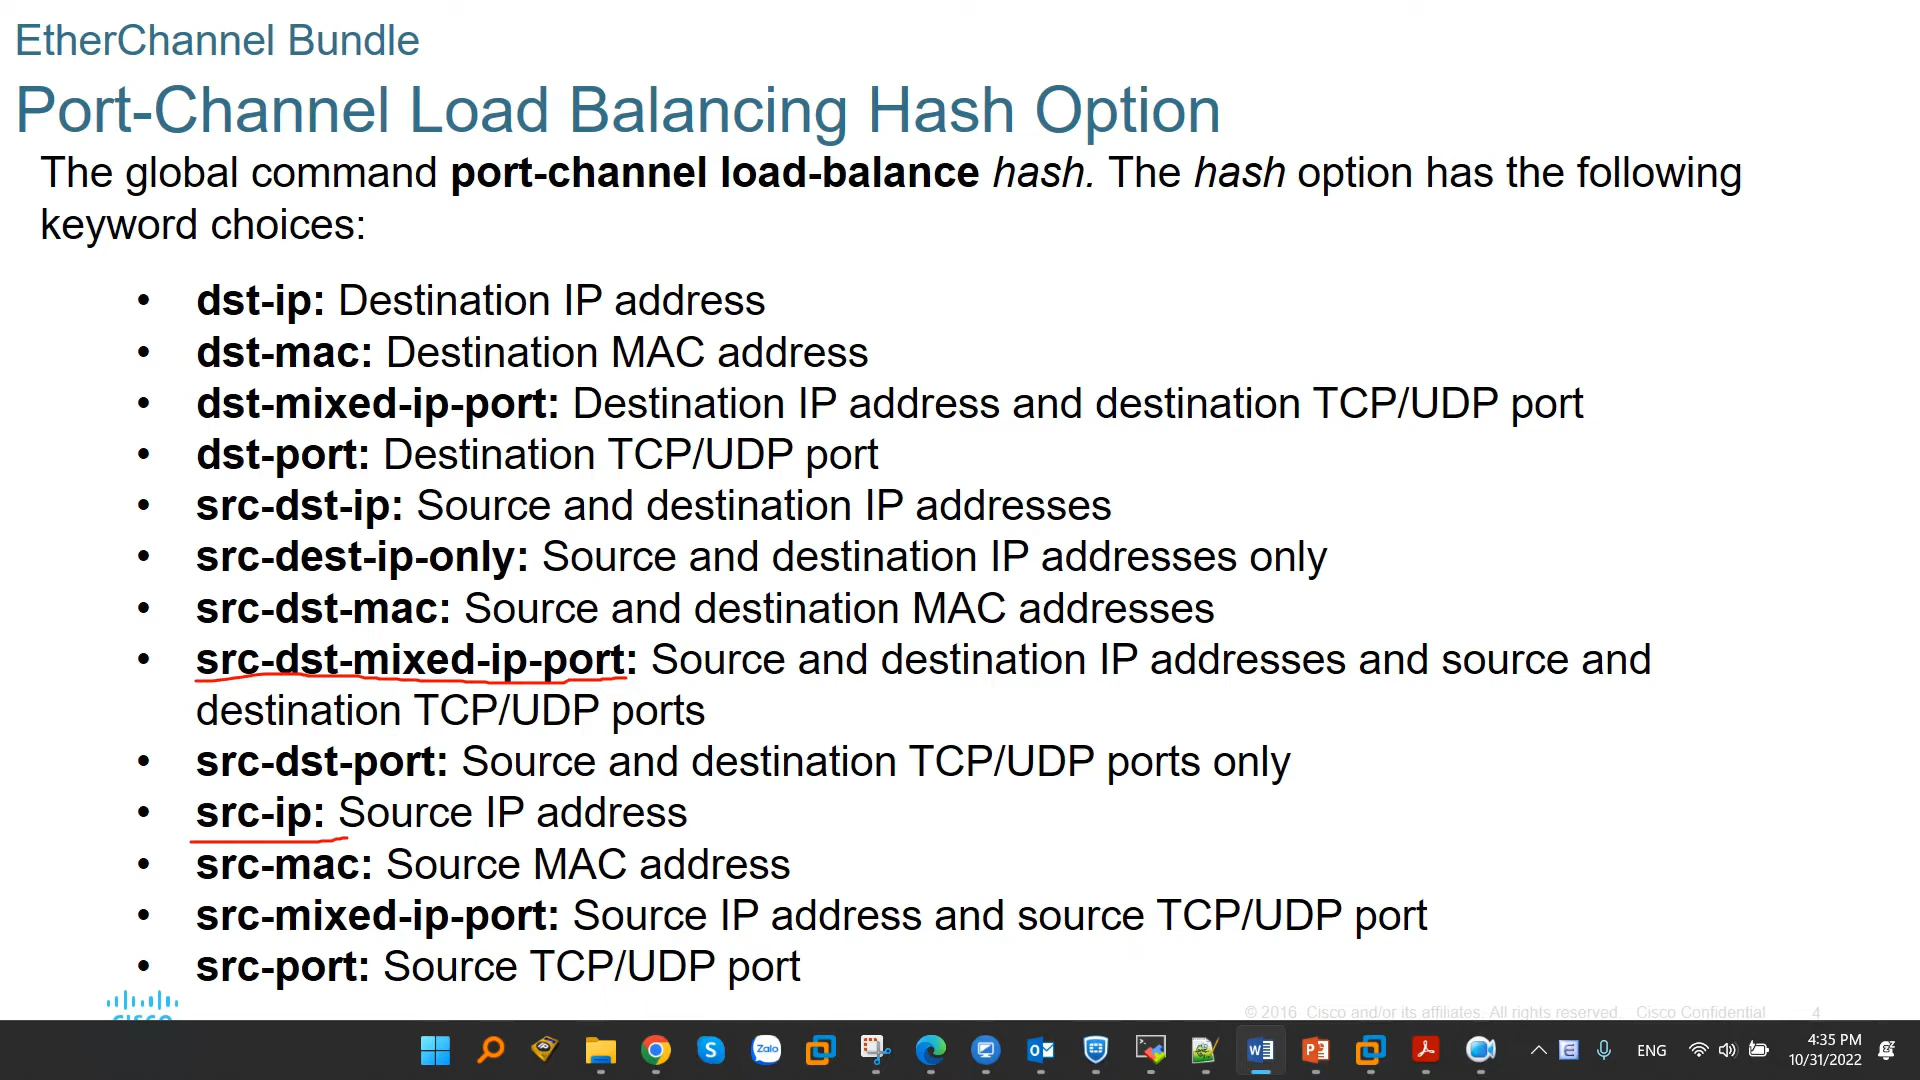 EtherChannel Bundle
Port-Channel Load Balancing Hash Option
The global command port-channel load-balance hash. The hash option has the following
keyword choices:
• dst-ip: Destination IP address
• dst-mac: Destination MAC address
• dst-mixed-ip-port: Destination IP address and destination TCP/UDP port
• dst-port: Destination TCP/UDP port
• src-dst-ip: Source and destination IP addresses
• src-dest-ip-only: Source and destination IP addresses only
• src-dst-mac: Source and destination MAC addresses
• src-dst-mixed-ip-port: Source and destination IP addresses and source and
destination TCP/UDP ports
• src-dst-port: Source and destination TCP/UDP ports only
• src-ip: Source IP address
• src-mac: Source MAC address
• src-mixed-ip-port: Source IP address and source TCP/UDP port
• src-port: Source TCP/UDP port
cisco
© 2016 Cisco and/or its affiliates. All rights reserved. Cisco Confidential 4
Zalo
ENG
4:35 PM
10/31/2022